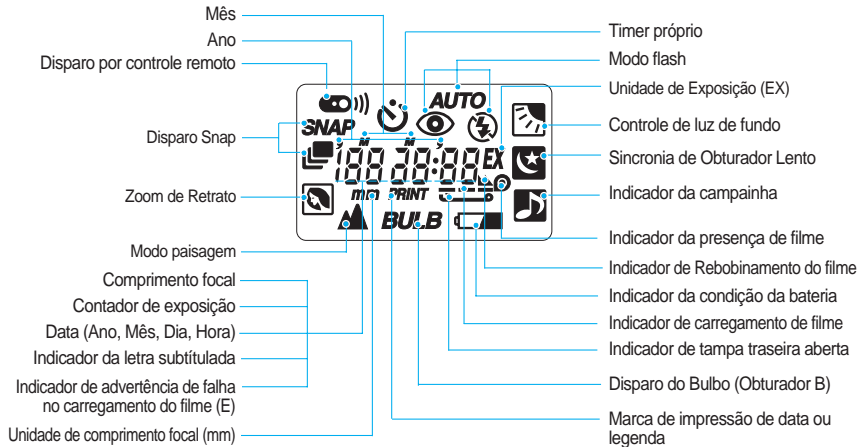 Mês
Ano
Disparo por controle remoto
Disparo Snap
Zoom de Retrato
Modo paisagem
Comprimento focal
Contador de exposição
Data (Ano, Mês, Dia, Hora)
Indicador da letra subtítulada
Indicador de advertência de falha
no carregamento do filme (E)
Unidade de comprimento focal (mm)
AUTO
SNAP
M M
188 38:88 EX
mm PRINT
BULB
Timer próprio
Modo flash
Unidade de Exposição (EX)
Controle de luz de fundo
Sincronia de Obturador Lento
Indicador da campainha
Indicador da presença de filme
Indicador de Rebobinamento do filme
Indicador da condição da bateria
Indicador de carregamento de filme
Indicador de tampa traseira aberta
Disparo do Bulbo (Obturador B)
Marca de impressão de data ou
legenda